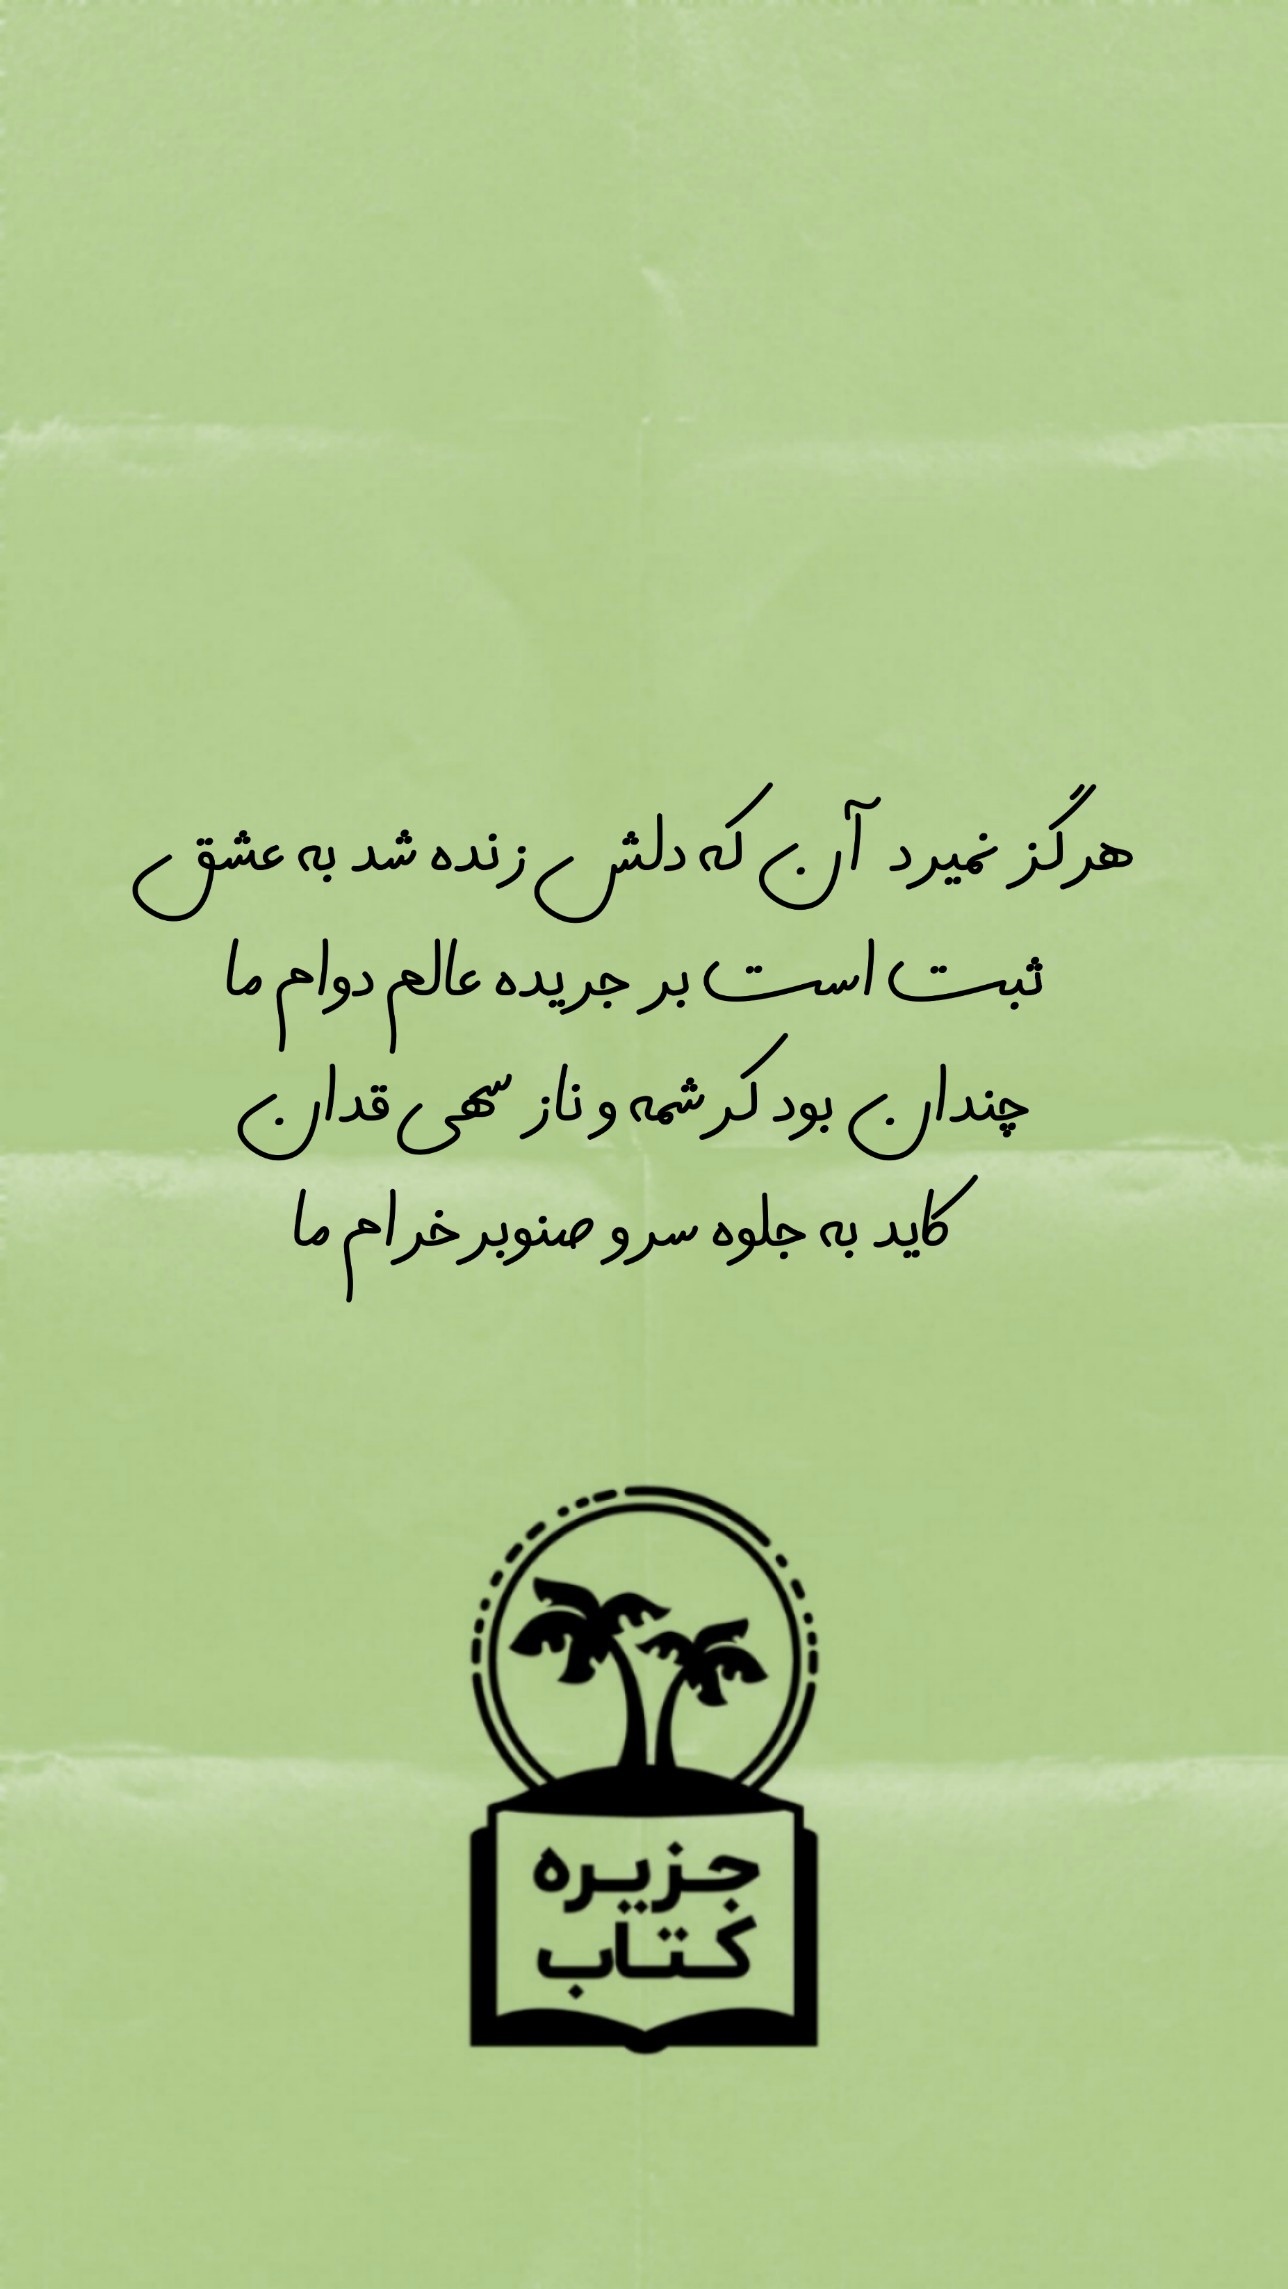 هرگز نمیرد آن که دلش زنده شد به عشق
ثبت است بر جریده عالم دوام ما
چندان بود کرشمه و ناز سهی قدان
کاید به جلوه سرو صنوبر خرام ما
جزیره
کتاب